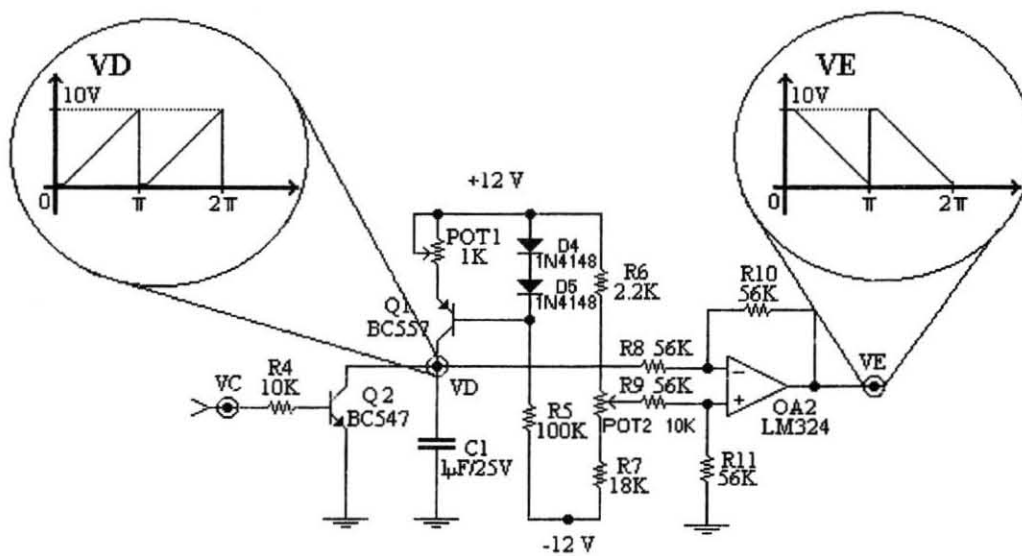 VD
10V
0
π
2π
VE
10V
0
π
2π
+12 V
POT1
1K
D4
1N4148
D5
1N4148
R6
2.2K
R10
56K
Q1
BC557
R8 56K
VE
R4
10K
VC
Q2
BC547
VD
R9 56K
−
+
R5
100K
POT2 10K
OA2
LM324
C1
1µF/25V
R7
18K
R11
56K
-12 V